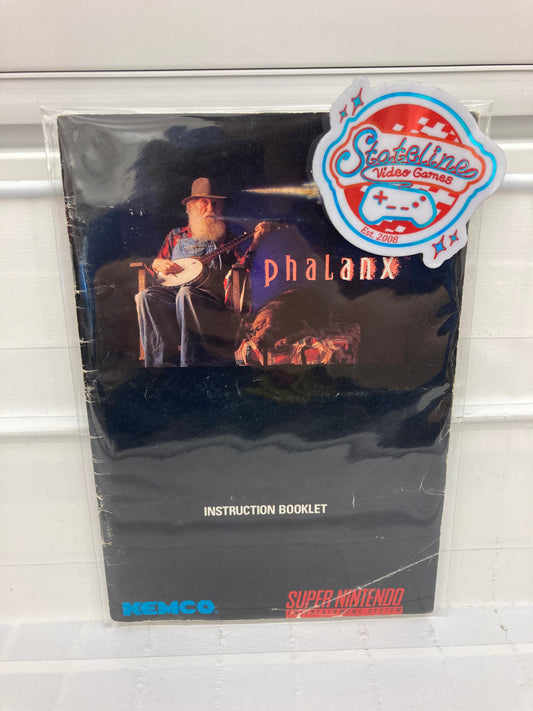 Stateline
Video Games
Est. 2008
phalanx
INSTRUCTION BOOKLET
KEMCO
SUPER NINTENDO
ENTERTAINMENT SYSTEM